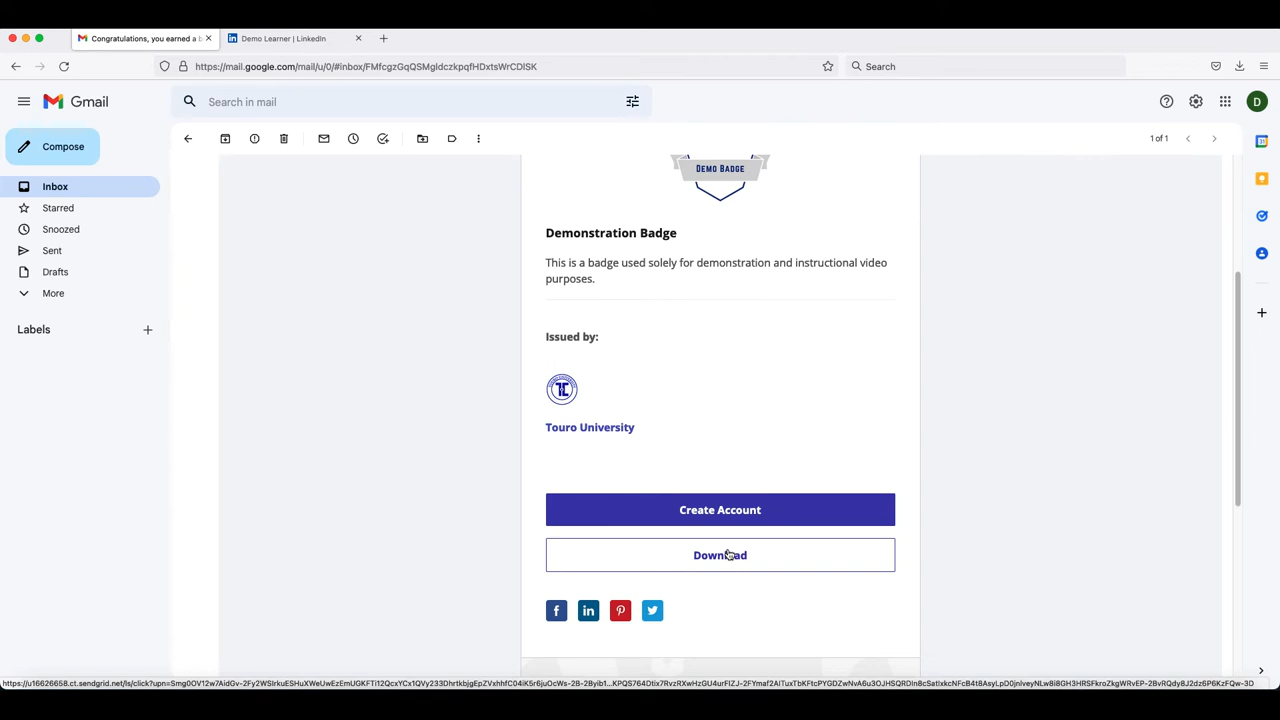 Congratulations, you earned a b
Demo Learner | LinkedIn
https://mail.google.com/mail/u/0/#inbox/FMfcgzGqQSMgldczkpqfHDxtsWrCDlSK
Search
Gmail
Search in mail
D
Compose
1 of 1
Inbox
Starred
Snoozed
Sent
Drafts
More
Labels
DEMO BADGE
Demonstration Badge
This is a badge used solely for demonstration and instructional video
purposes.
Issued by:
Touro University
Create Account
Download